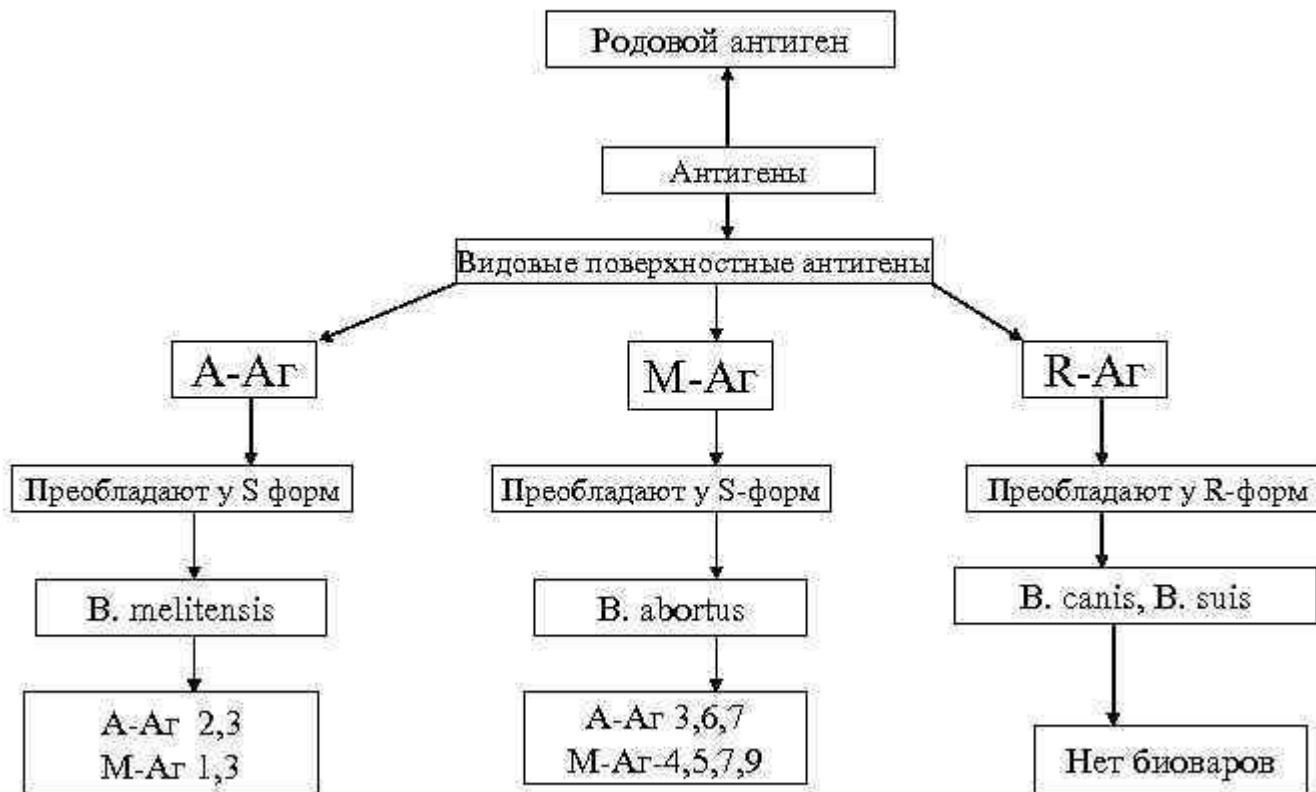 Родовой антиген
Антигены
Видовые поверхностные антигены
А-Аг
М-Аг
R-Аг
Преобладают у S форм
Преобладают у S-форм
Преобладают у R-форм
B. melitensis
B. abortus
B. canis, B. suis
А-Аг 2,3
М-Аг 1,3
А-Аг 3,6,7
М-Аг-4,5,7,9
Нет биоваров